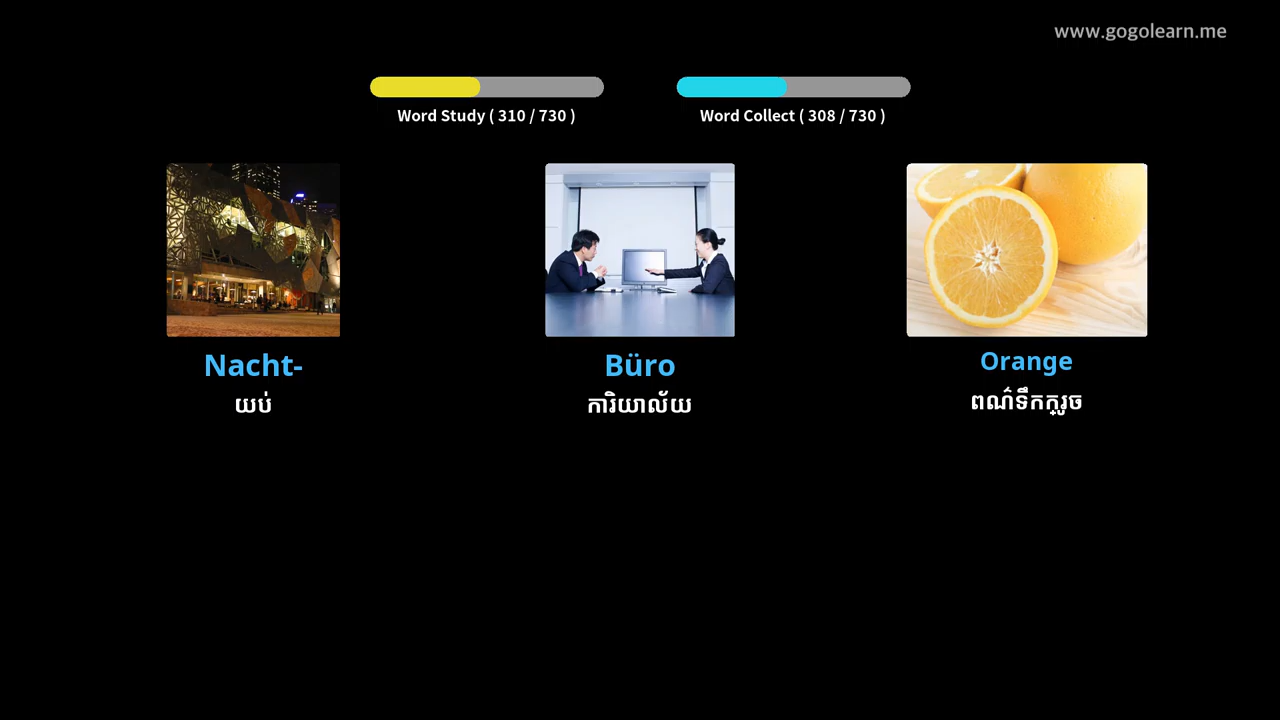 www.gogolearn.me
Word Study ( 310 / 730 )
Word Collect ( 308 / 730 )
Nacht-
យប់
Büro
ការិយាល័យ
Orange
ពណ៌ទឹកក្រូច